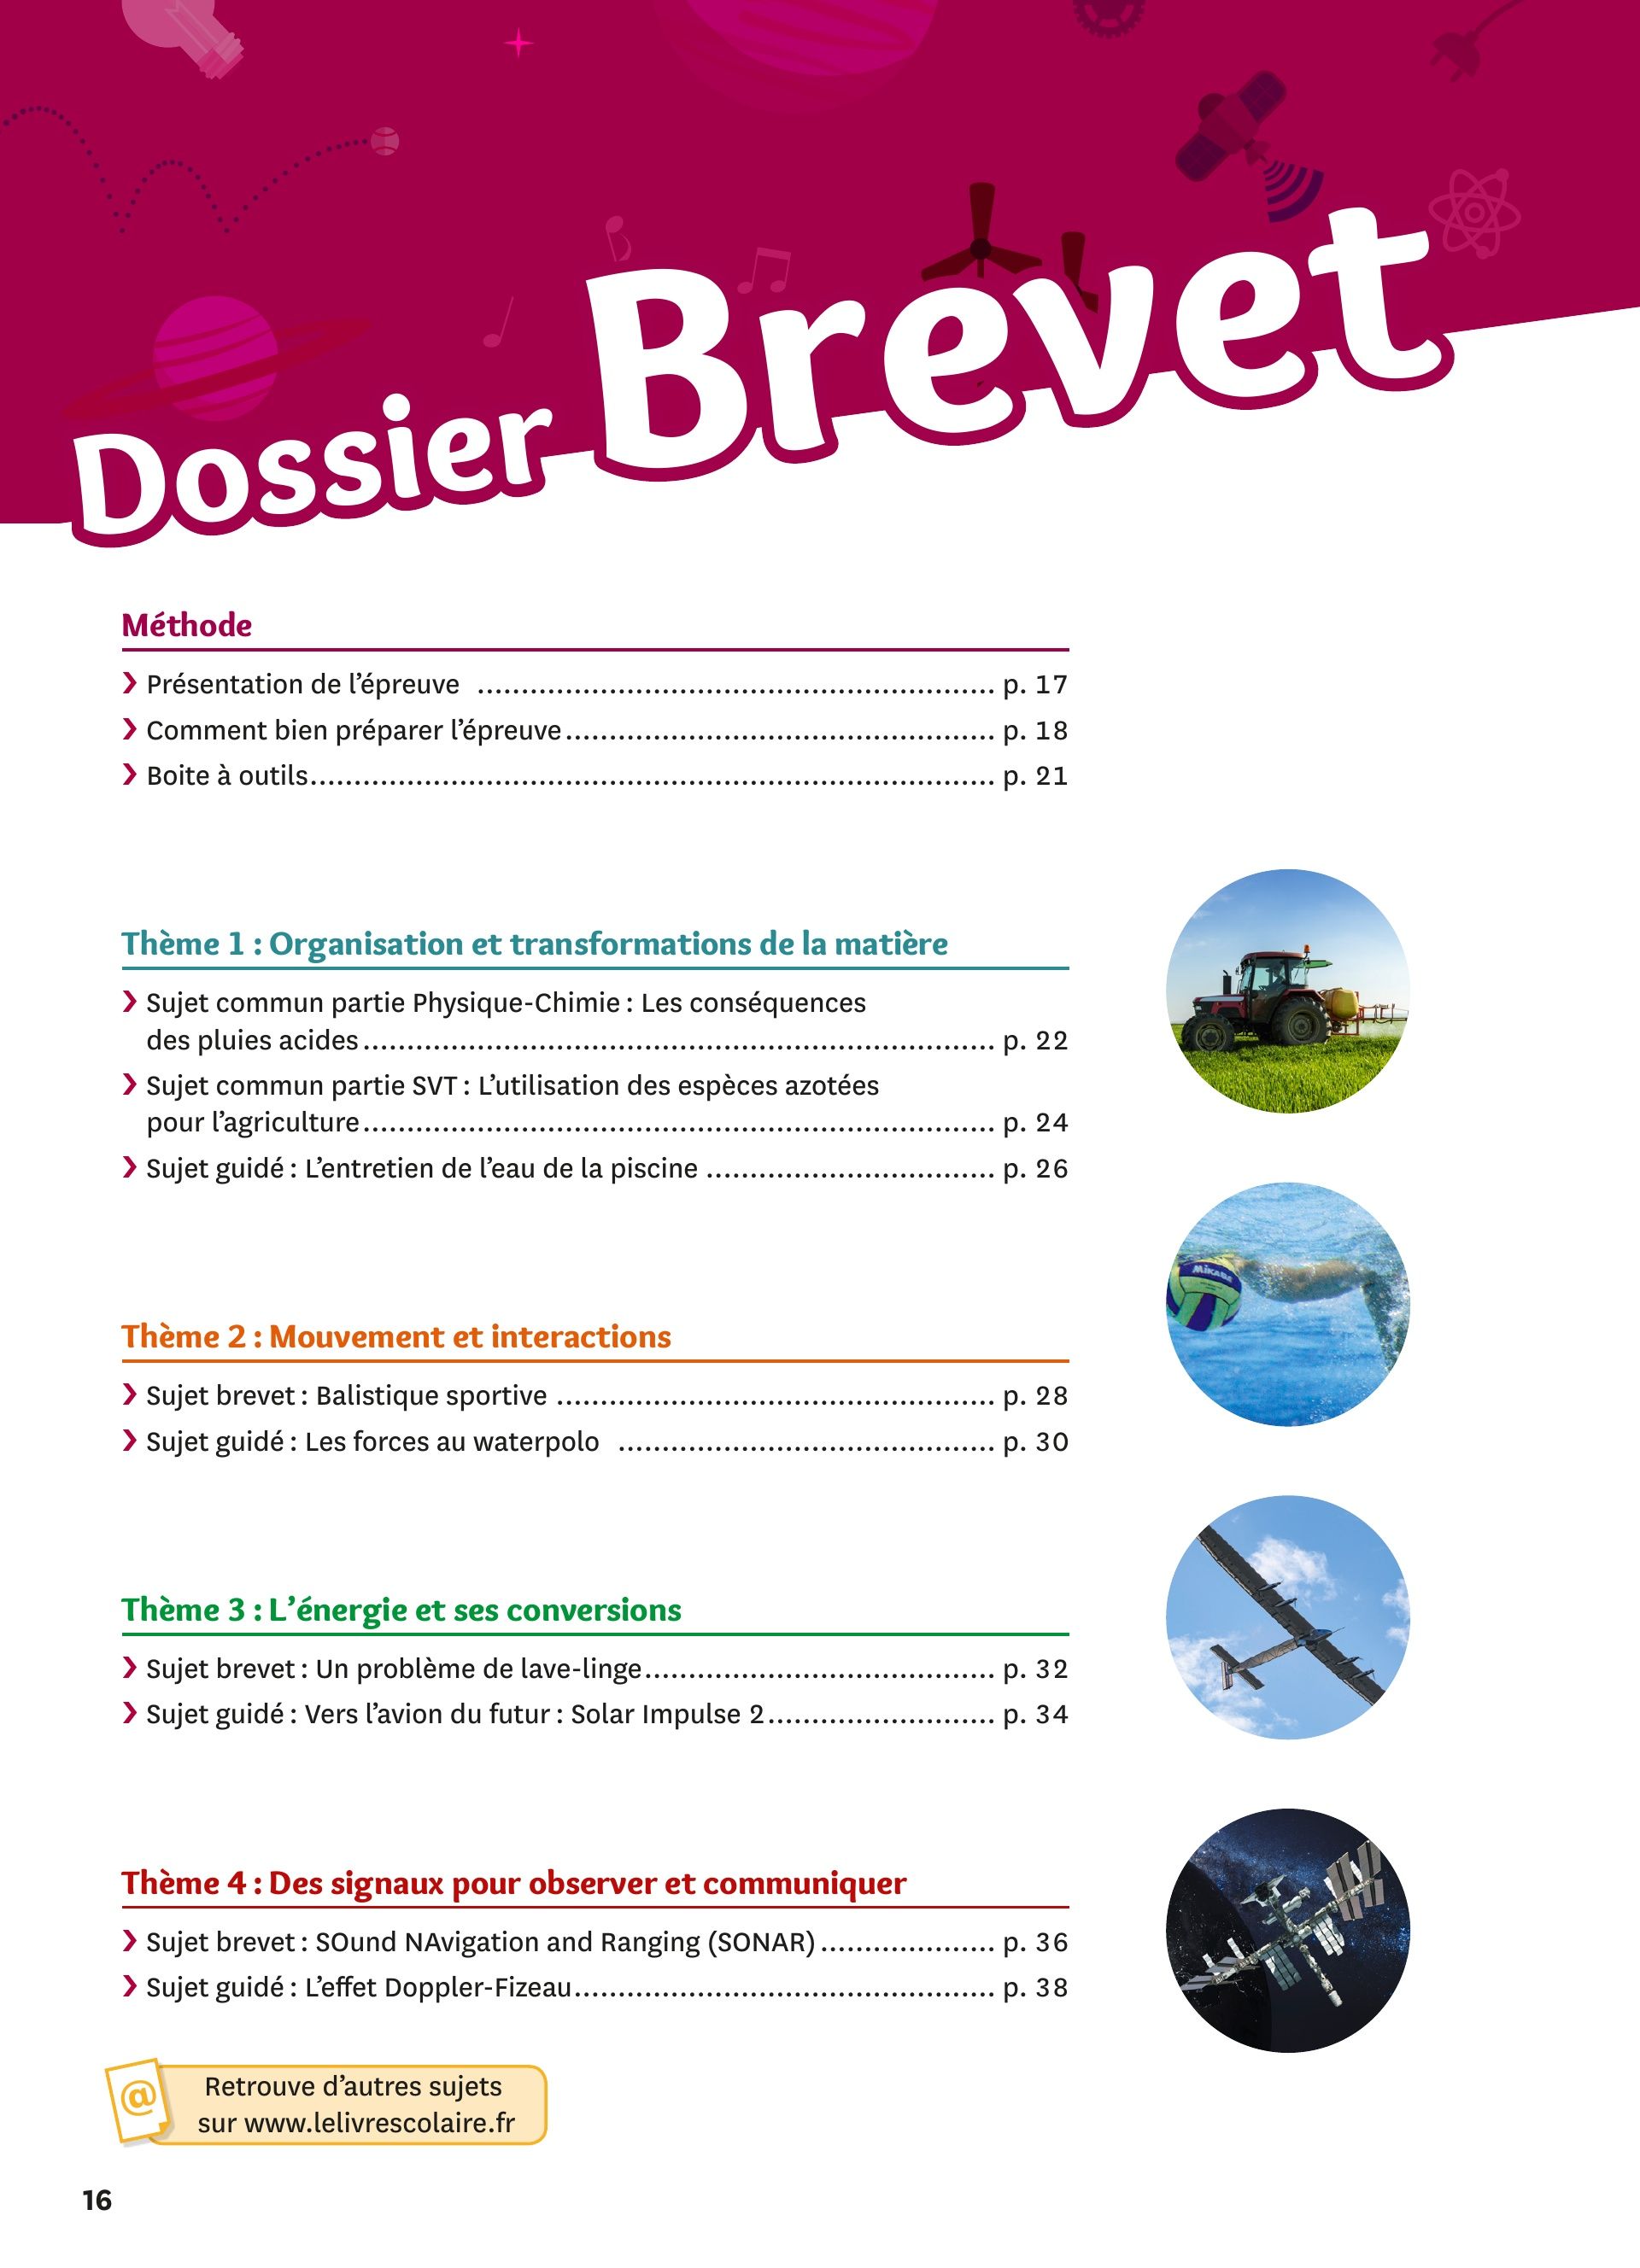 Dossier Brevet
Méthode
❯ Présentation de l’épreuve .......................................................... p. 17
❯ Comment bien préparer l’épreuve................................................ p. 18
❯ Boite à outils............................................................................. p. 21
Thème 1 : Organisation et transformations de la matière
❯ Sujet commun partie Physique-Chimie : Les conséquences
des pluies acides....................................................................... p. 22
❯ Sujet commun partie SVT : L’utilisation des espèces azotées
pour l’agriculture....................................................................... p. 24
❯ Sujet guidé : L’entretien de l’eau de la piscine ................................ p. 26
MIKASA
Thème 2 : Mouvement et interactions
❯ Sujet brevet : Balistique sportive ................................................. p. 28
❯ Sujet guidé : Les forces au waterpolo .......................................... p. 30
Thème 3 : L’énergie et ses conversions
❯ Sujet brevet : Un problème de lave-linge....................................... p. 32
❯ Sujet guidé : Vers l’avion du futur : Solar Impulse 2......................... p. 34
Thème 4 : Des signaux pour observer et communiquer
❯ Sujet brevet : SOund NAvigation and Ranging (SONAR).................... p. 36
❯ Sujet guidé : L’effet Doppler-Fizeau............................................... p. 38
@
Retrouve d’autres sujets
sur www.lelivrescolaire.fr
16